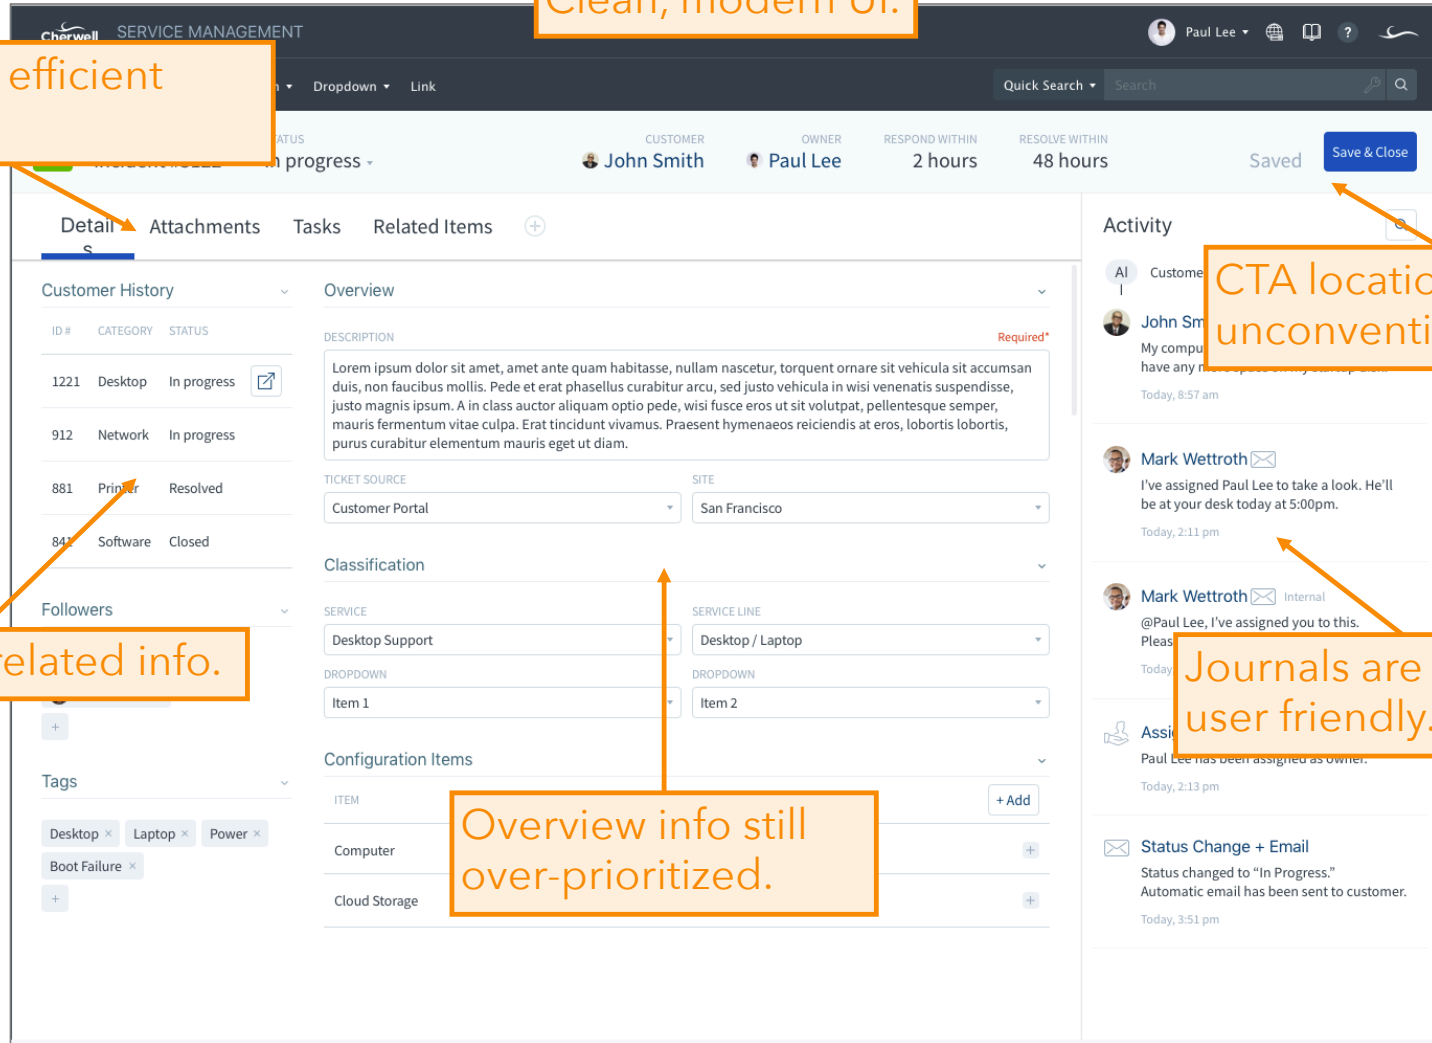 Clean, modern UI.
Cherwell SERVICE MANAGEMENT
Paul Lee
?
efficient
Dropdown Link
Quick Search Search
STATUS CUSTOMER OWNER RESPOND WITHIN RESOLVE WITHIN
In progress John Smith Paul Lee 2 hours 48 hours Saved Save & Close
Detail
s
Attachments Tasks Related Items
Activity
Customer History
ID # CATEGORY STATUS
1221 Desktop In progress
912 Network In progress
881 Printer Resolved
841 Software Closed
Followers
related info.
+
Tags
Desktop × Laptop × Power ×
Boot Failure ×
+
Overview
DESCRIPTION Required*
Lorem ipsum dolor sit amet, amet ante quam habitasse, nullam nascetur, torquent ornare sit vehicula sit accumsan
duis, non faucibus mollis. Pede et erat phasellus curabitur arcu, sed justo vehicula in wisi venenatis suspendisse,
justo magnis ipsum. A in class auctor aliquam optio pede, wisi fusce eros ut sit volutpat, pellentesque semper,
mauris fermentum vitae culpa. Erat tincidunt vivamus. Praesent hymenaeos reiciendis at eros, lobortis lobortis,
purus curabitur elementum mauris eget ut diam.
TICKET SOURCE SITE
Customer Portal San Francisco
Classification
SERVICE SERVICE LINE
Desktop Support Desktop / Laptop
DROPDOWN DROPDOWN
Item 1 Item 2
Configuration Items
ITEM + Add
Computer +
Cloud Storage +
Overview info still
over-prioritized.
Custome
CTA locatio
unconventi
John Sm
My compu
have any
Today, 8:57 am
Mark Wettroth
I've assigned Paul Lee to take a look. He'll
be at your desk today at 5:00pm.
Today, 2:11 pm
Mark Wettroth Internal
@Paul Lee, I've assigned you to this.
Pleas
Today
Journals are
user friendly.
Assi
Paul Lee has been assigned as owner.
Today, 2:13 pm
Status Change + Email
Status changed to "In Progress."
Automatic email has been sent to customer.
Today, 3:51 pm